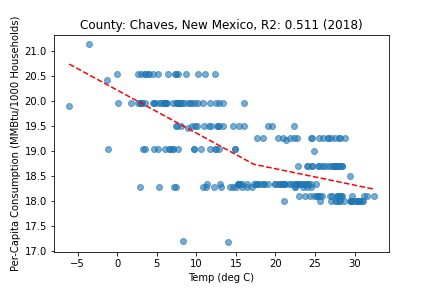 County: Chaves, New Mexico, R2: 0.511 (2018)
Per-Capita Consumption (MMBtu/1000 Households)
21.0
20.5
20.0
19.5
19.0
18.5
18.0
17.5
17.0
−5 0 5 10 15 20 25 30
Temp (deg C)